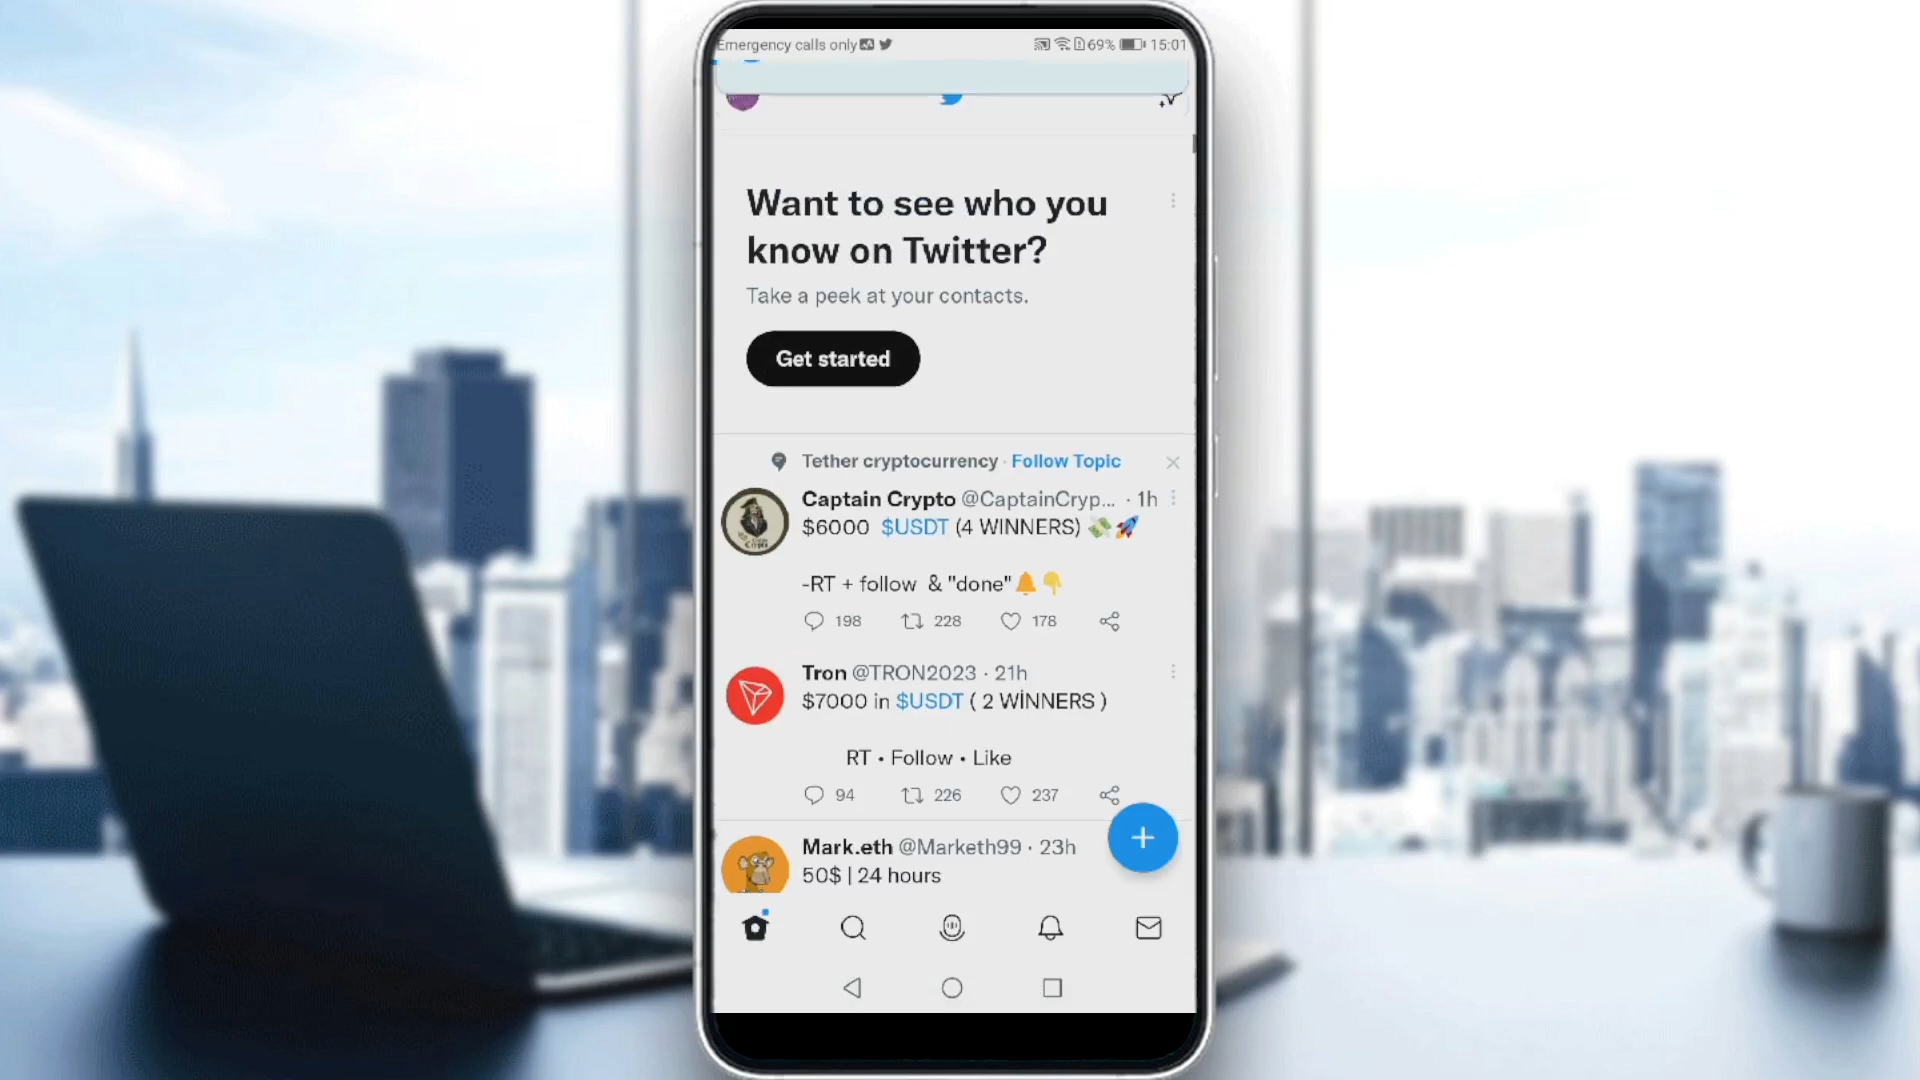 Emergency calls only 69% 15:01
Want to see who you
know on Twitter?
Take a peek at your contacts.
Get started
Tether cryptocurrency · Follow Topic
Captain Crypto @CaptainCryp... · 1h
$6000 $USDT (4 WINNERS) 💸🚀
-RT + follow & "done"🔔👇
198 228 178
Tron @TRON2023 · 21h
$7000 in $USDT ( 2 WİNNERS )
RT • Follow • Like
94 226 237
Mark.eth @Marketh99 · 23h
50$ | 24 hours